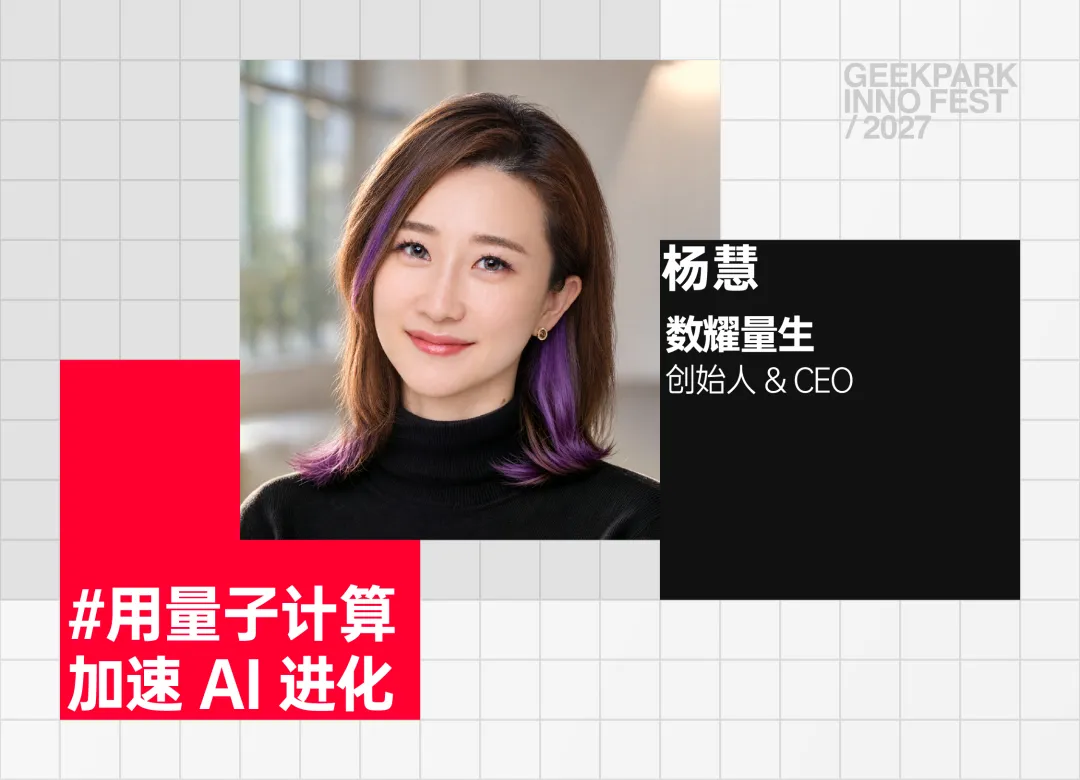 GEEKPARK
INNO FEST
/ 2027
杨慧
数耀量生
创始人 & CEO
#用量子计算
加速 AI 进化